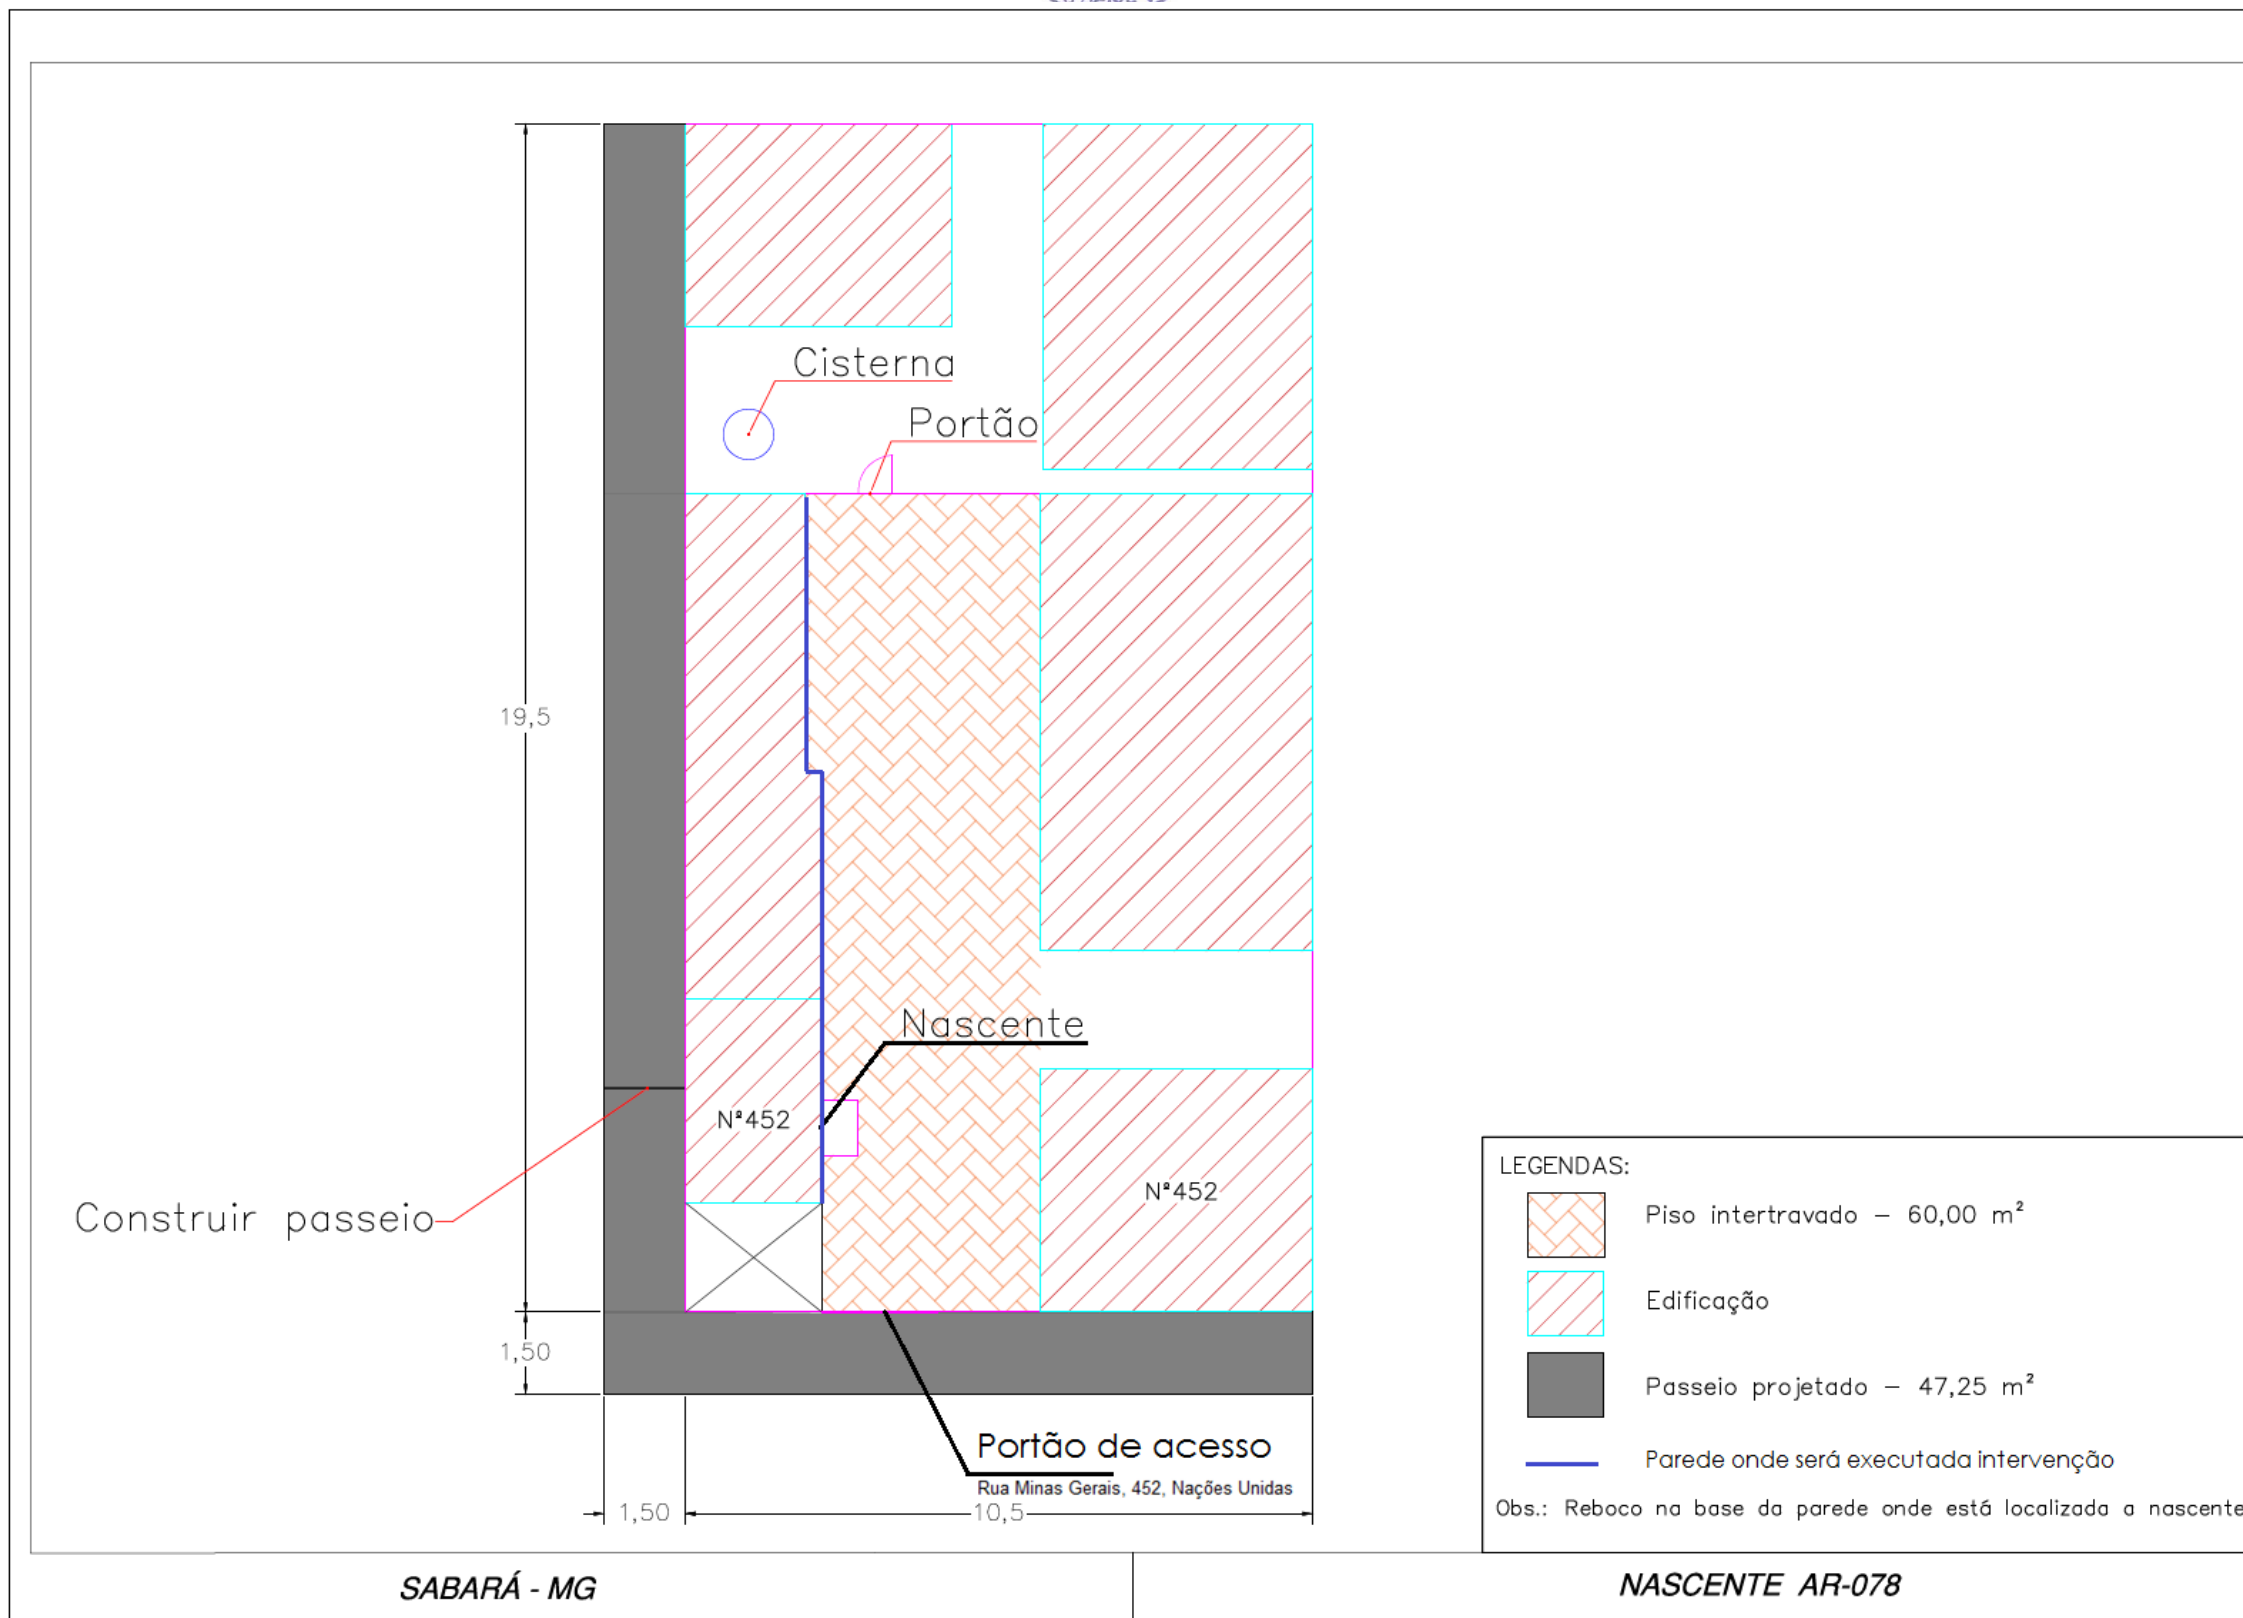 Cisterna
Portão
19,5
Nascente
Nª452
Nª452
Construir passeio
1,50
Portão de acesso
Rua Minas Gerais, 452, Nações Unidas
1,50
10,5
LEGENDAS:
Piso intertravado – 60,00 m²
Edificação
Passeio projetado – 47,25 m²
Parede onde será executada intervenção
Obs.: Reboco na base da parede onde está localizada a nascente
SABARÁ - MG
NASCENTE AR-078